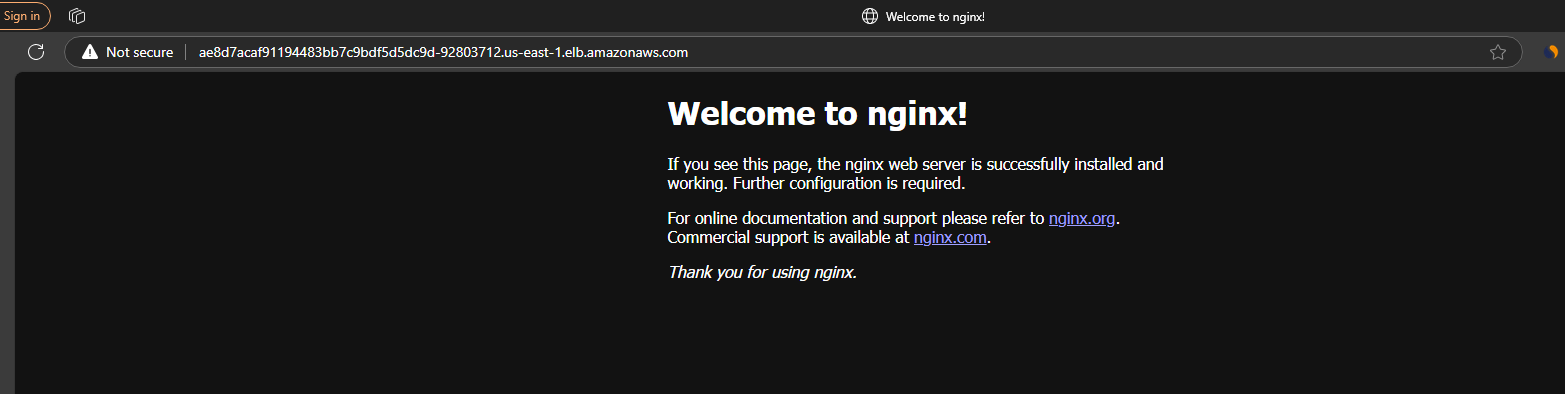 Sign in
Welcome to nginx!
Not secure
ae8d7acaf91194483bb7c9bdf5d5dc9d-92803712.us-east-1.elb.amazonaws.com
Welcome to nginx!
If you see this page, the nginx web server is successfully installed and
working. Further configuration is required.
For online documentation and support please refer to nginx.org.
Commercial support is available at nginx.com.
Thank you for using nginx.